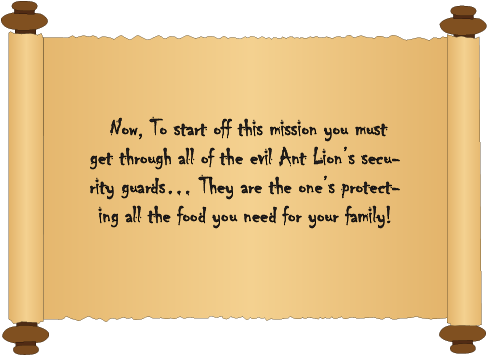 Now, To start off this mission you must
get through all of the evil Ant Lion's secu-
rity guards... They are the one's protect-
ing all the food you need for your family!